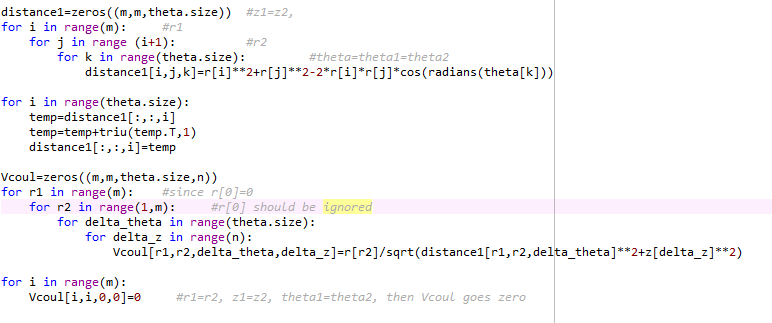 distance1=zeros((m,m,theta.size))  #z1=z2,
for i in range(m):    #r1
    for j in range (i+1):          #r2
        for k in range(theta.size):        #theta=theta1=theta2
            distance1[i,j,k]=r[i]**2+r[j]**2-2*r[i]*r[j]*cos(radians(theta[k]))
for i in range(theta.size):
    temp=distance1[:,:,i]
    temp=temp+triu(temp.T,1)
    distance1[:,:,i]=temp
Vcoul=zeros((m,m,theta.size,n))
for r1 in range(m):    #since r[0]=0
    for r2 in range(1,m):     #r[0] should be ignored
        for delta_theta in range(theta.size):
            for delta_z in range(n):
                Vcoul[r1,r2,delta_theta,delta_z]=r[r2]/sqrt(distance1[r1,r2,delta_theta]**2+z[delta_z]**2)
for i in range(m):
    Vcoul[i,i,0,0]=0     #r1=r2, z1=z2, theta1=theta2, then Vcoul goes zero